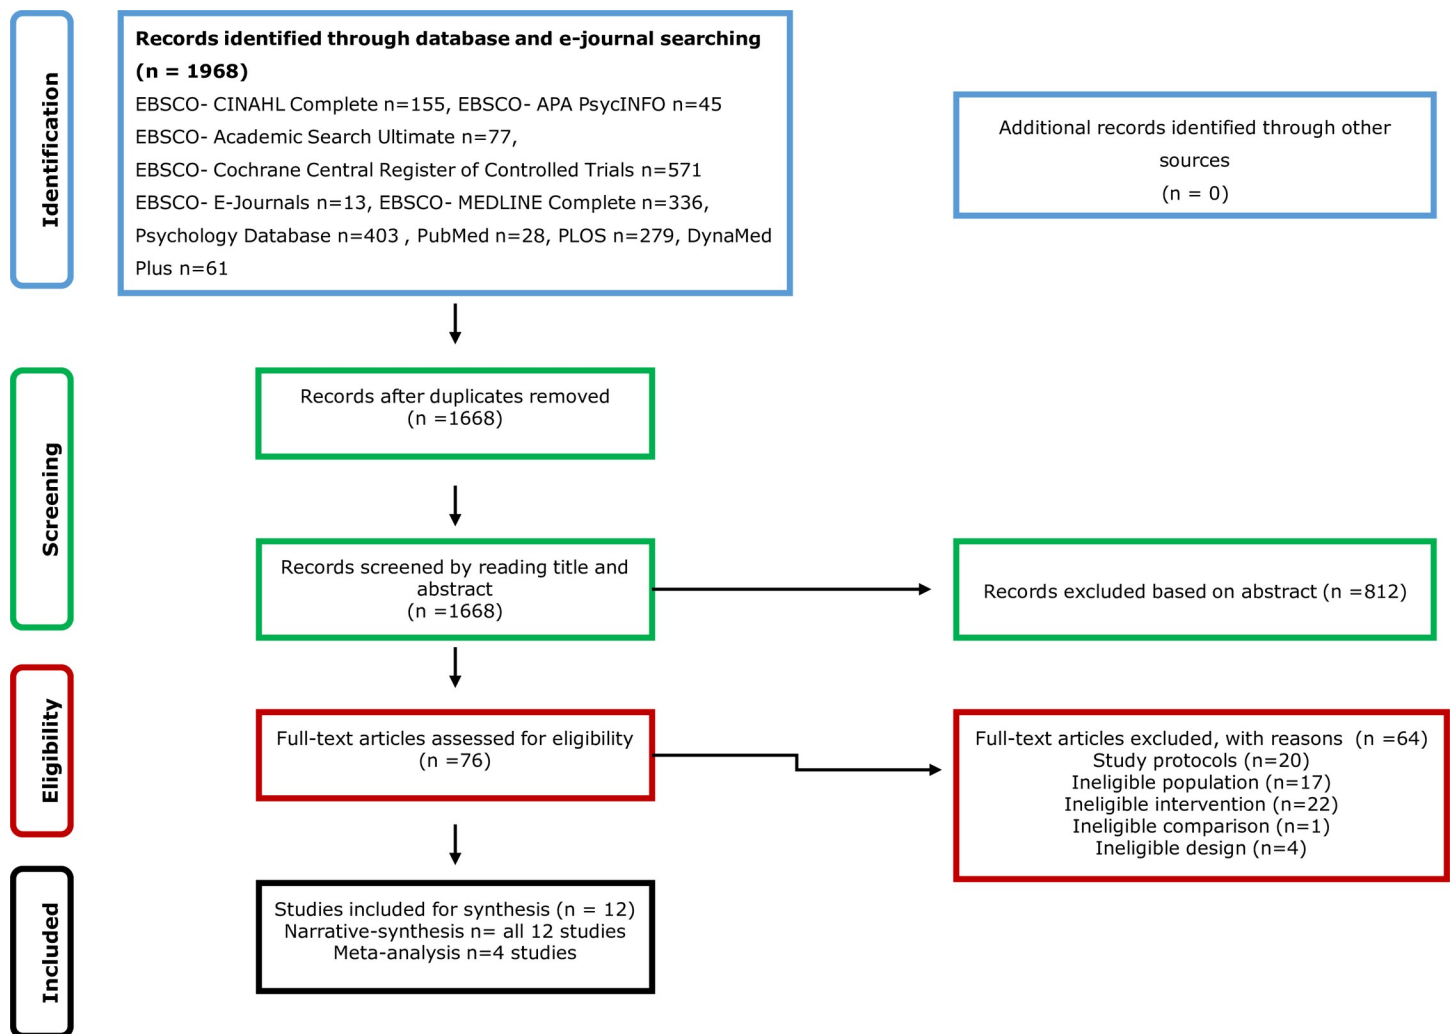 Identification
Records identified through database and e-journal searching
(n = 1968)
EBSCO- CINAHL Complete n=155, EBSCO- APA PsycINFO n=45
EBSCO- Academic Search Ultimate n=77,
EBSCO- Cochrane Central Register of Controlled Trials n=571
EBSCO- E-Journals n=13, EBSCO- MEDLINE Complete n=336,
Psychology Database n=403 , PubMed n=28, PLOS n=279, DynaMed
Plus n=61
Additional records identified through other
sources
(n = 0)
Screening
Records after duplicates removed
(n =1668)
Records screened by reading title and
abstract
(n =1668)
Records excluded based on abstract (n =812)
Eligibility
Full-text articles assessed for eligibility
(n =76)
Full-text articles excluded, with reasons (n =64)
Study protocols (n=20)
Ineligible population (n=17)
Ineligible intervention (n=22)
Ineligible comparison (n=1)
Ineligible design (n=4)
Included
Studies included for synthesis (n = 12)
Narrative-synthesis n= all 12 studies
Meta-analysis n=4 studies